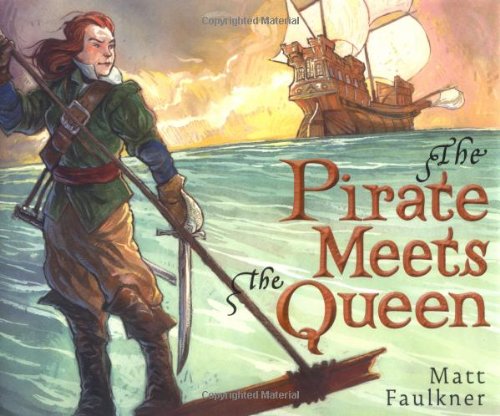 Copyrighted Material
The
Pirate
Meets
the
Queen
Matt
Faulkner
Copyrighted Material